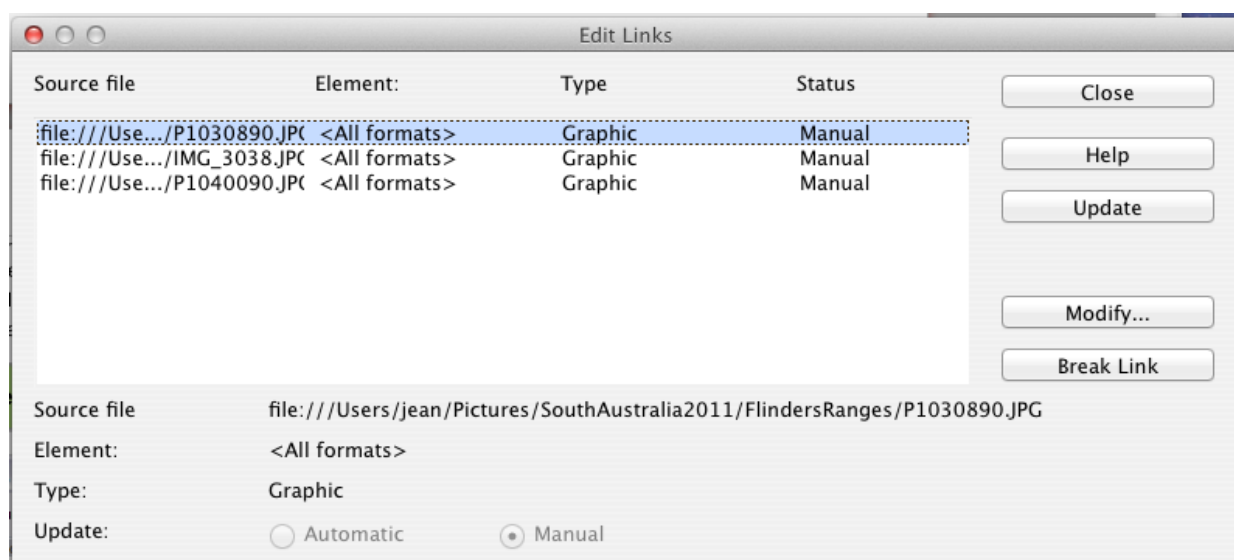 Edit Links
Source file Element: Type Status
Close
file:///Use.../P1030890.JPG <All formats> Graphic Manual
Help
file:///Use.../IMG_3038.JPG <All formats> Graphic Manual
file:///Use.../P1040090.JPG <All formats> Graphic Manual
Update
Modify...
Break Link
Source file file:///Users/jean/Pictures/SouthAustralia2011/FlindersRanges/P1030890.JPG
Element: <All formats>
Type: Graphic
Update: Automatic Manual